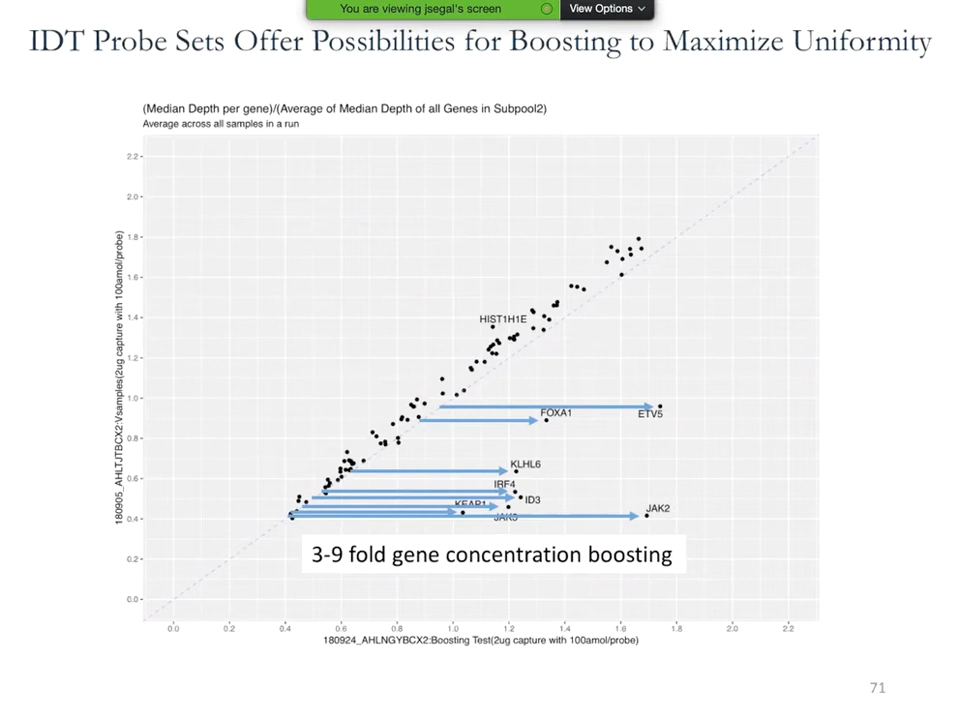 You are viewing jsegal's screen
View Options
IDT Probe Sets Offer Possibilities for Boosting to Maximize Uniformity
(Median Depth per gene)/(Average of Median Depth of all Genes in Subpool2)
Average across all samples in a run
180905_AHLTJTBCX2:Vsamples(2ug capture with 100amol/probe)
2.2
2.0
1.8
1.6
1.4
1.2
1.0
0.8
0.6
0.4
0.2
0.0
HIST1H1E
FOXA1
ETV5
KLHL6
IRF4
ID3
KEAP1
JAK2
JAK3
3-9 fold gene concentration boosting
0.0 0.2 0.4 0.6 0.8 1.0 1.2 1.4 1.6 1.8 2.0 2.2
180924_AHLNGYBCX2:Boosting Test(2ug capture with 100amol/probe)
71